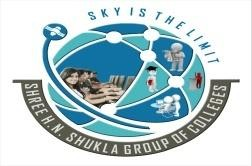 SKY IS THE LIMIT
SHREE H.N. SHUKLA GROUP OF COLLEGES